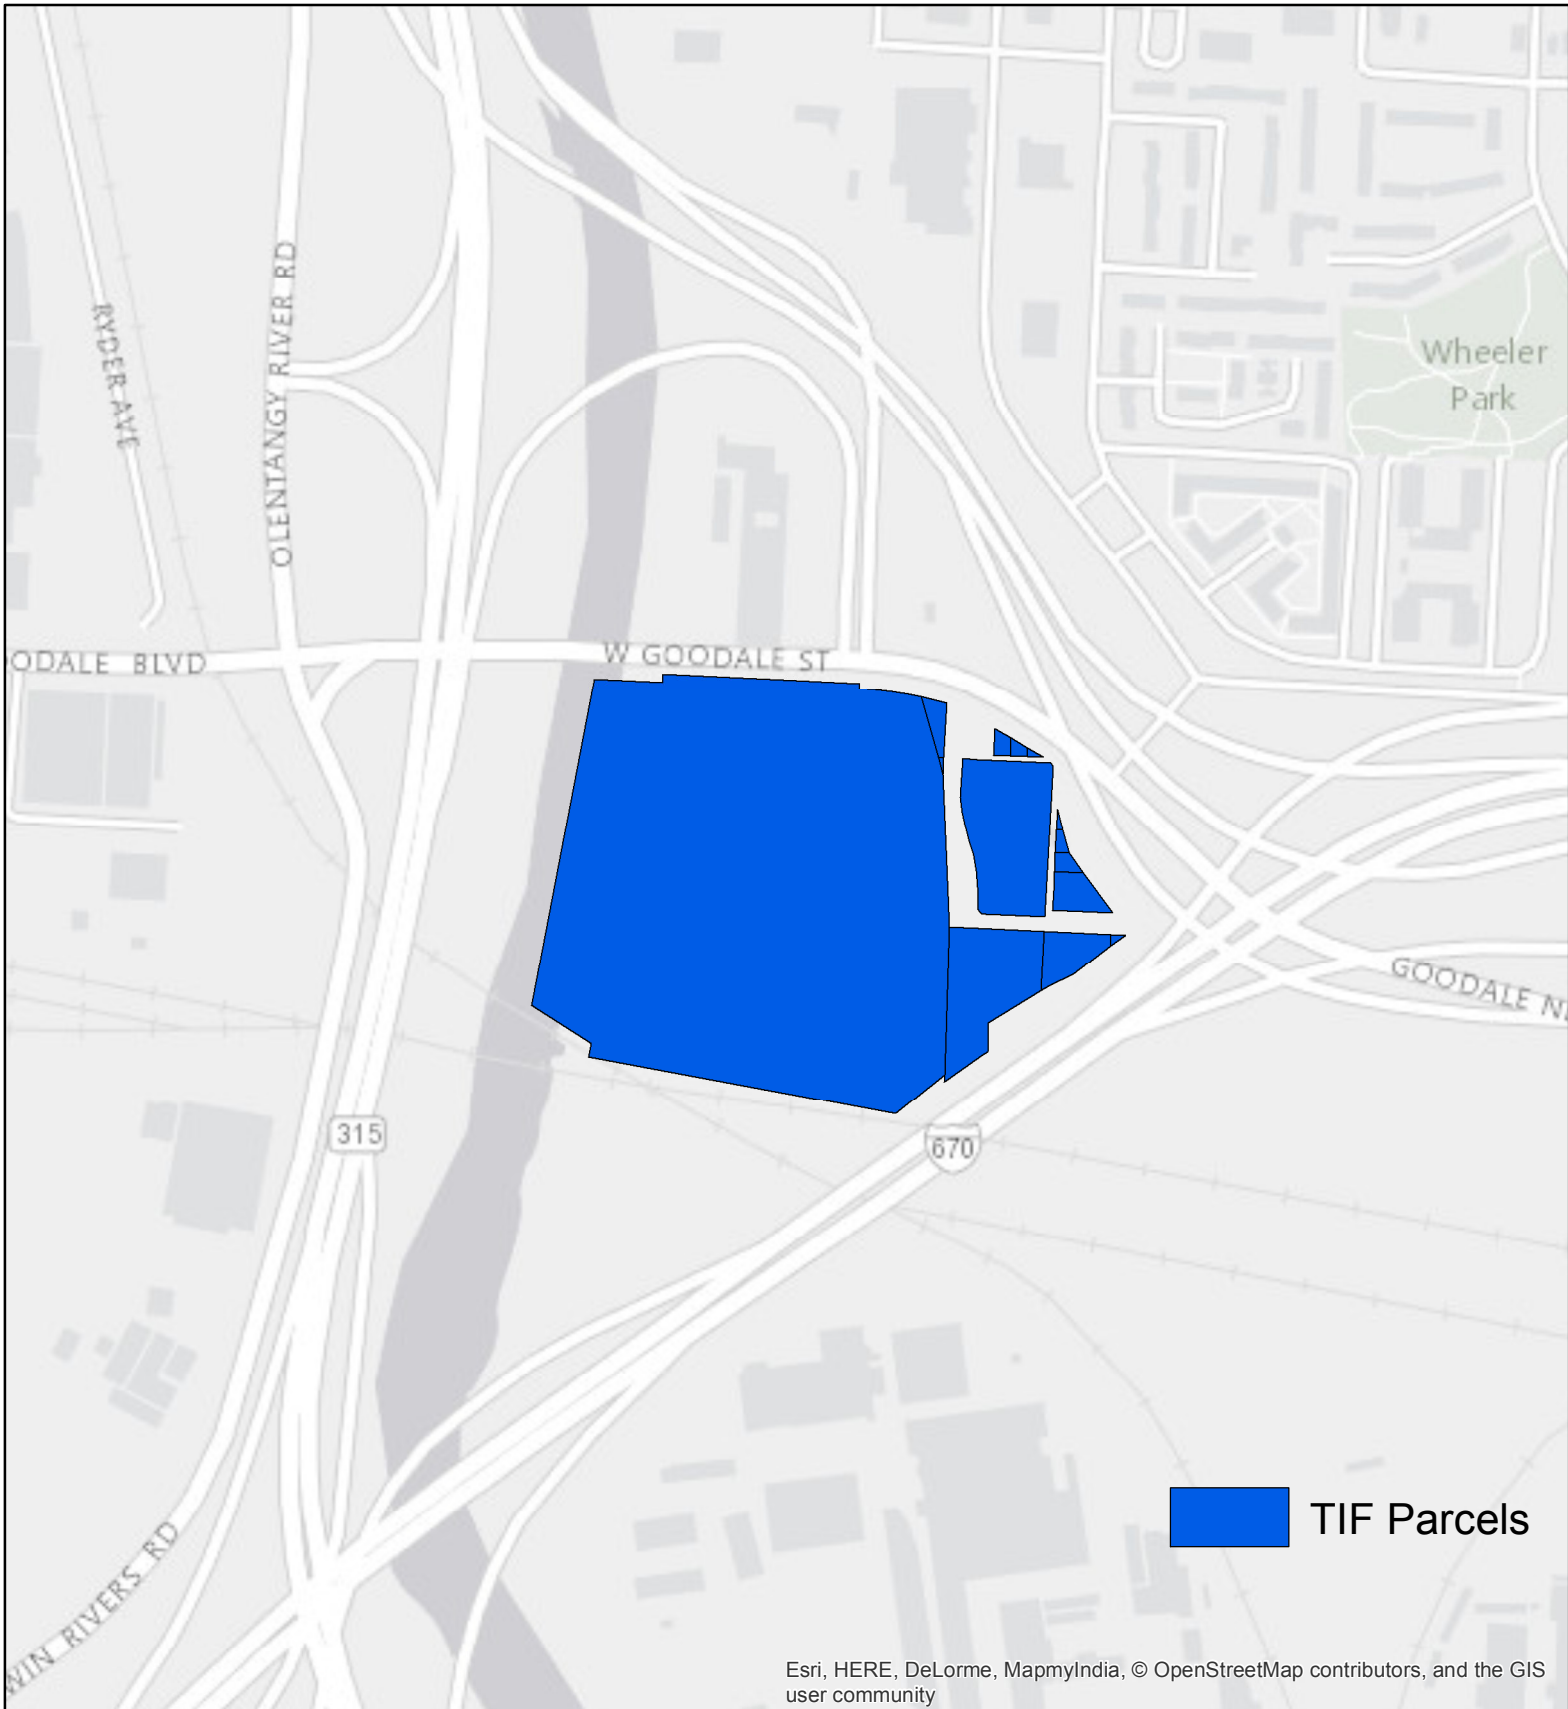 RYDER AVE
OLENTANGY RIVER RD
Wheeler
Park
ODALE BLVD
W GOODALE ST
GOODALE
315
670
WIN RIVERS RD
TIF Parcels
Esri, HERE, DeLorme, MapmyIndia, © OpenStreetMap contributors, and the GIS
user community